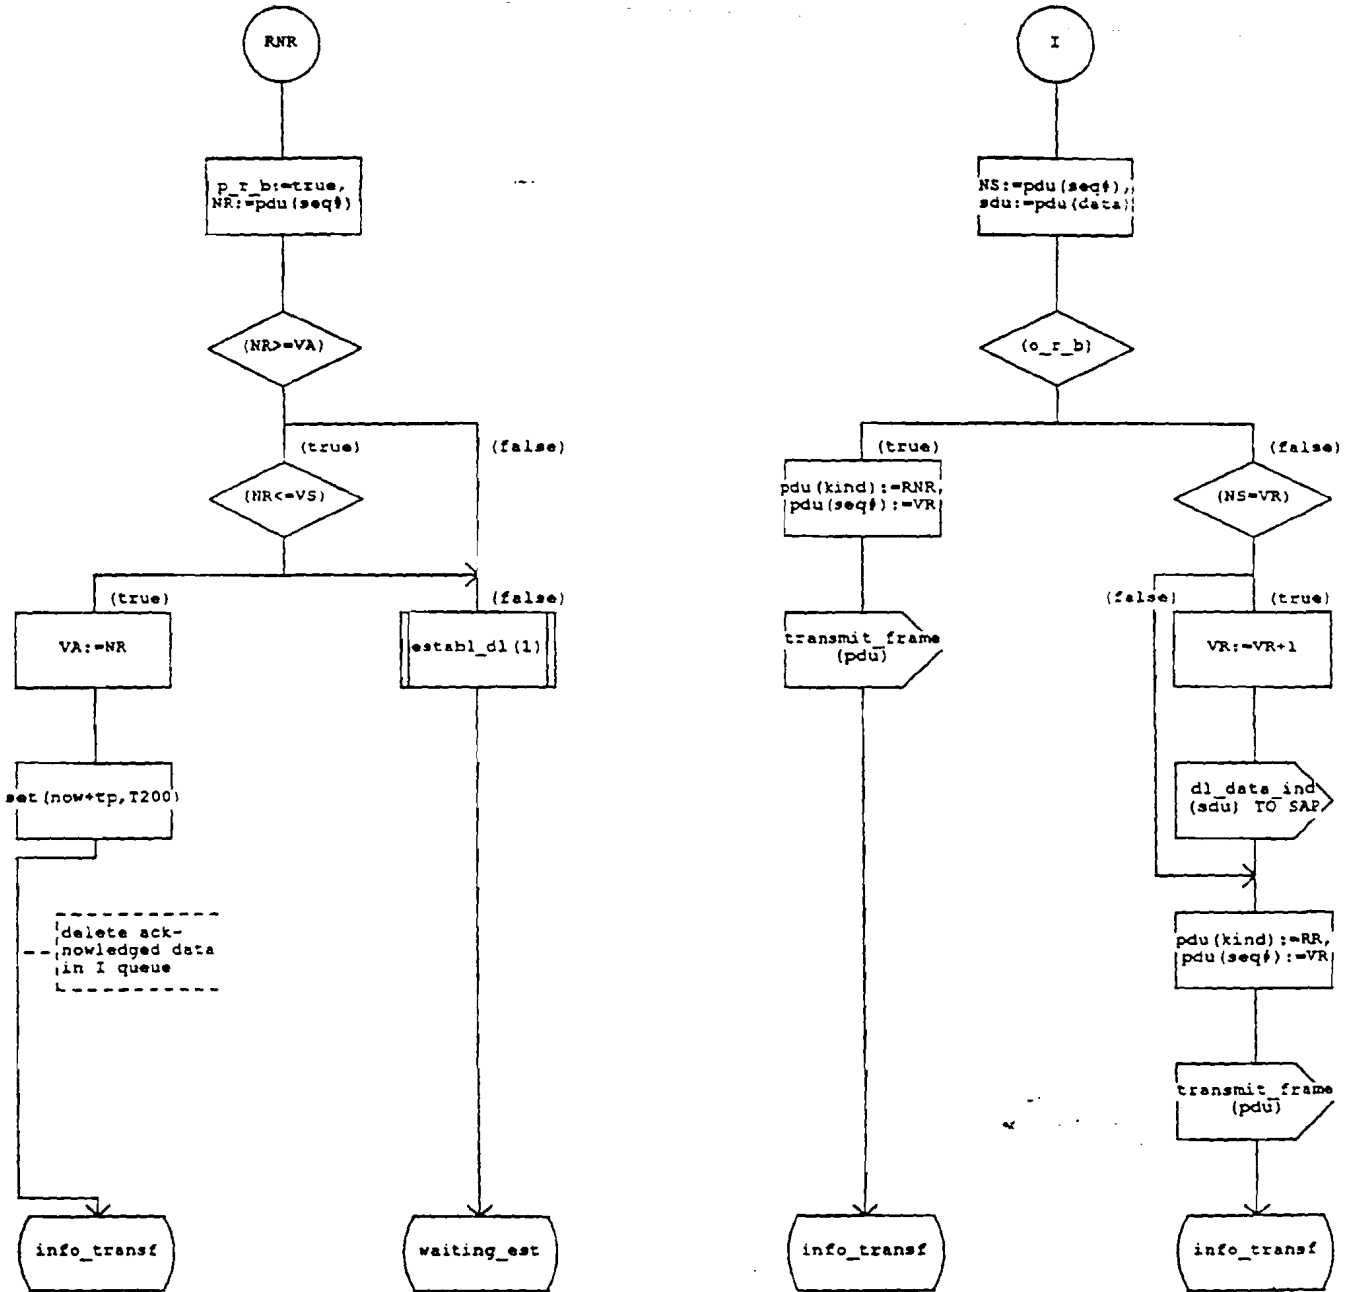 RNR
p_r_b:=true,
NR:=pdu(seq#)
(NR>=VA)
(true)
(false)
(NR<=VS)
(true)
(false)
VA:=NR
establ_dl(1)
set(now+tp,T200)
delete ack-
nowledged data
in I queue
info_transf
waiting_est
I
NS:=pdu(seq#),
sdu:=pdu(data)
(o_r_b)
(true)
(false)
pdu(kind):=RNR,
pdu(seq#):=VR
(NS=VR)
(false)
(true)
transmit_frame
(pdu)
VR:=VR+1
dl_data_ind
(sdu) TO SAP
pdu(kind):=RR,
pdu(seq#):=VR
transmit_frame
(pdu)
info_transf
info_transf